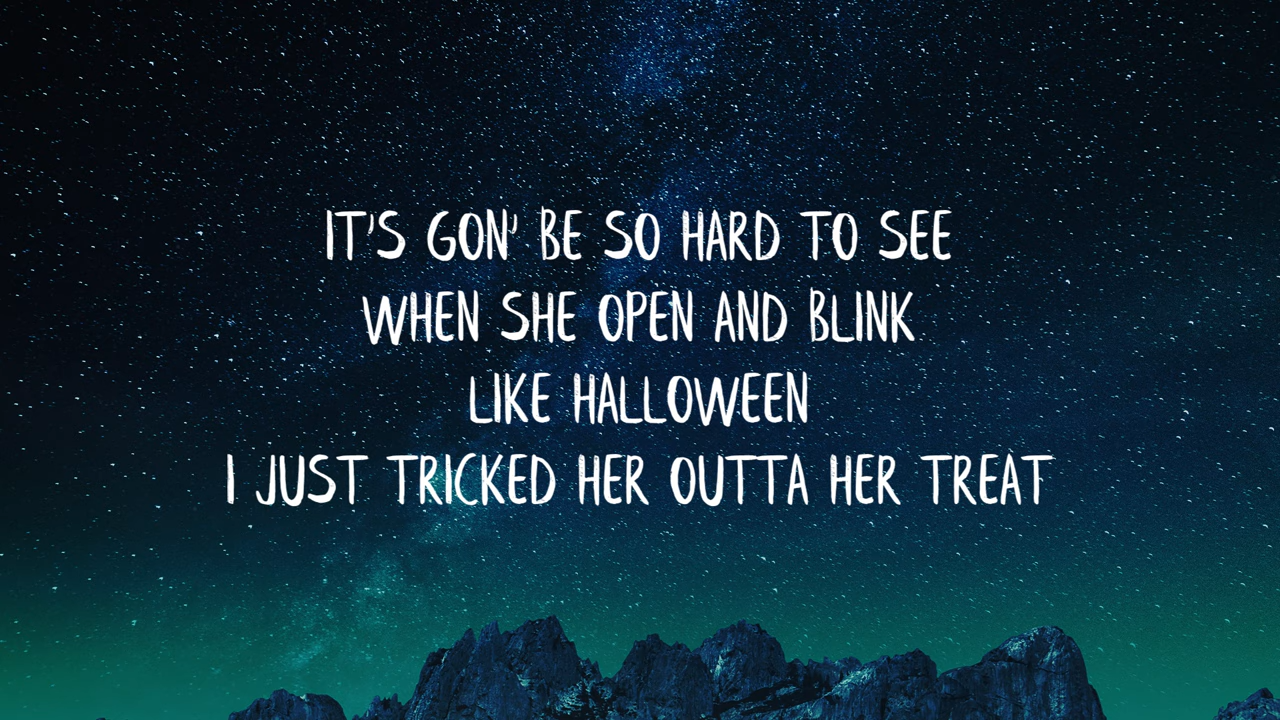 IT'S GON' BE SO HARD TO SEE
WHEN SHE OPEN AND BLINK
LIKE HALLOWEEN
I JUST TRICKED HER OUTTA HER TREAT